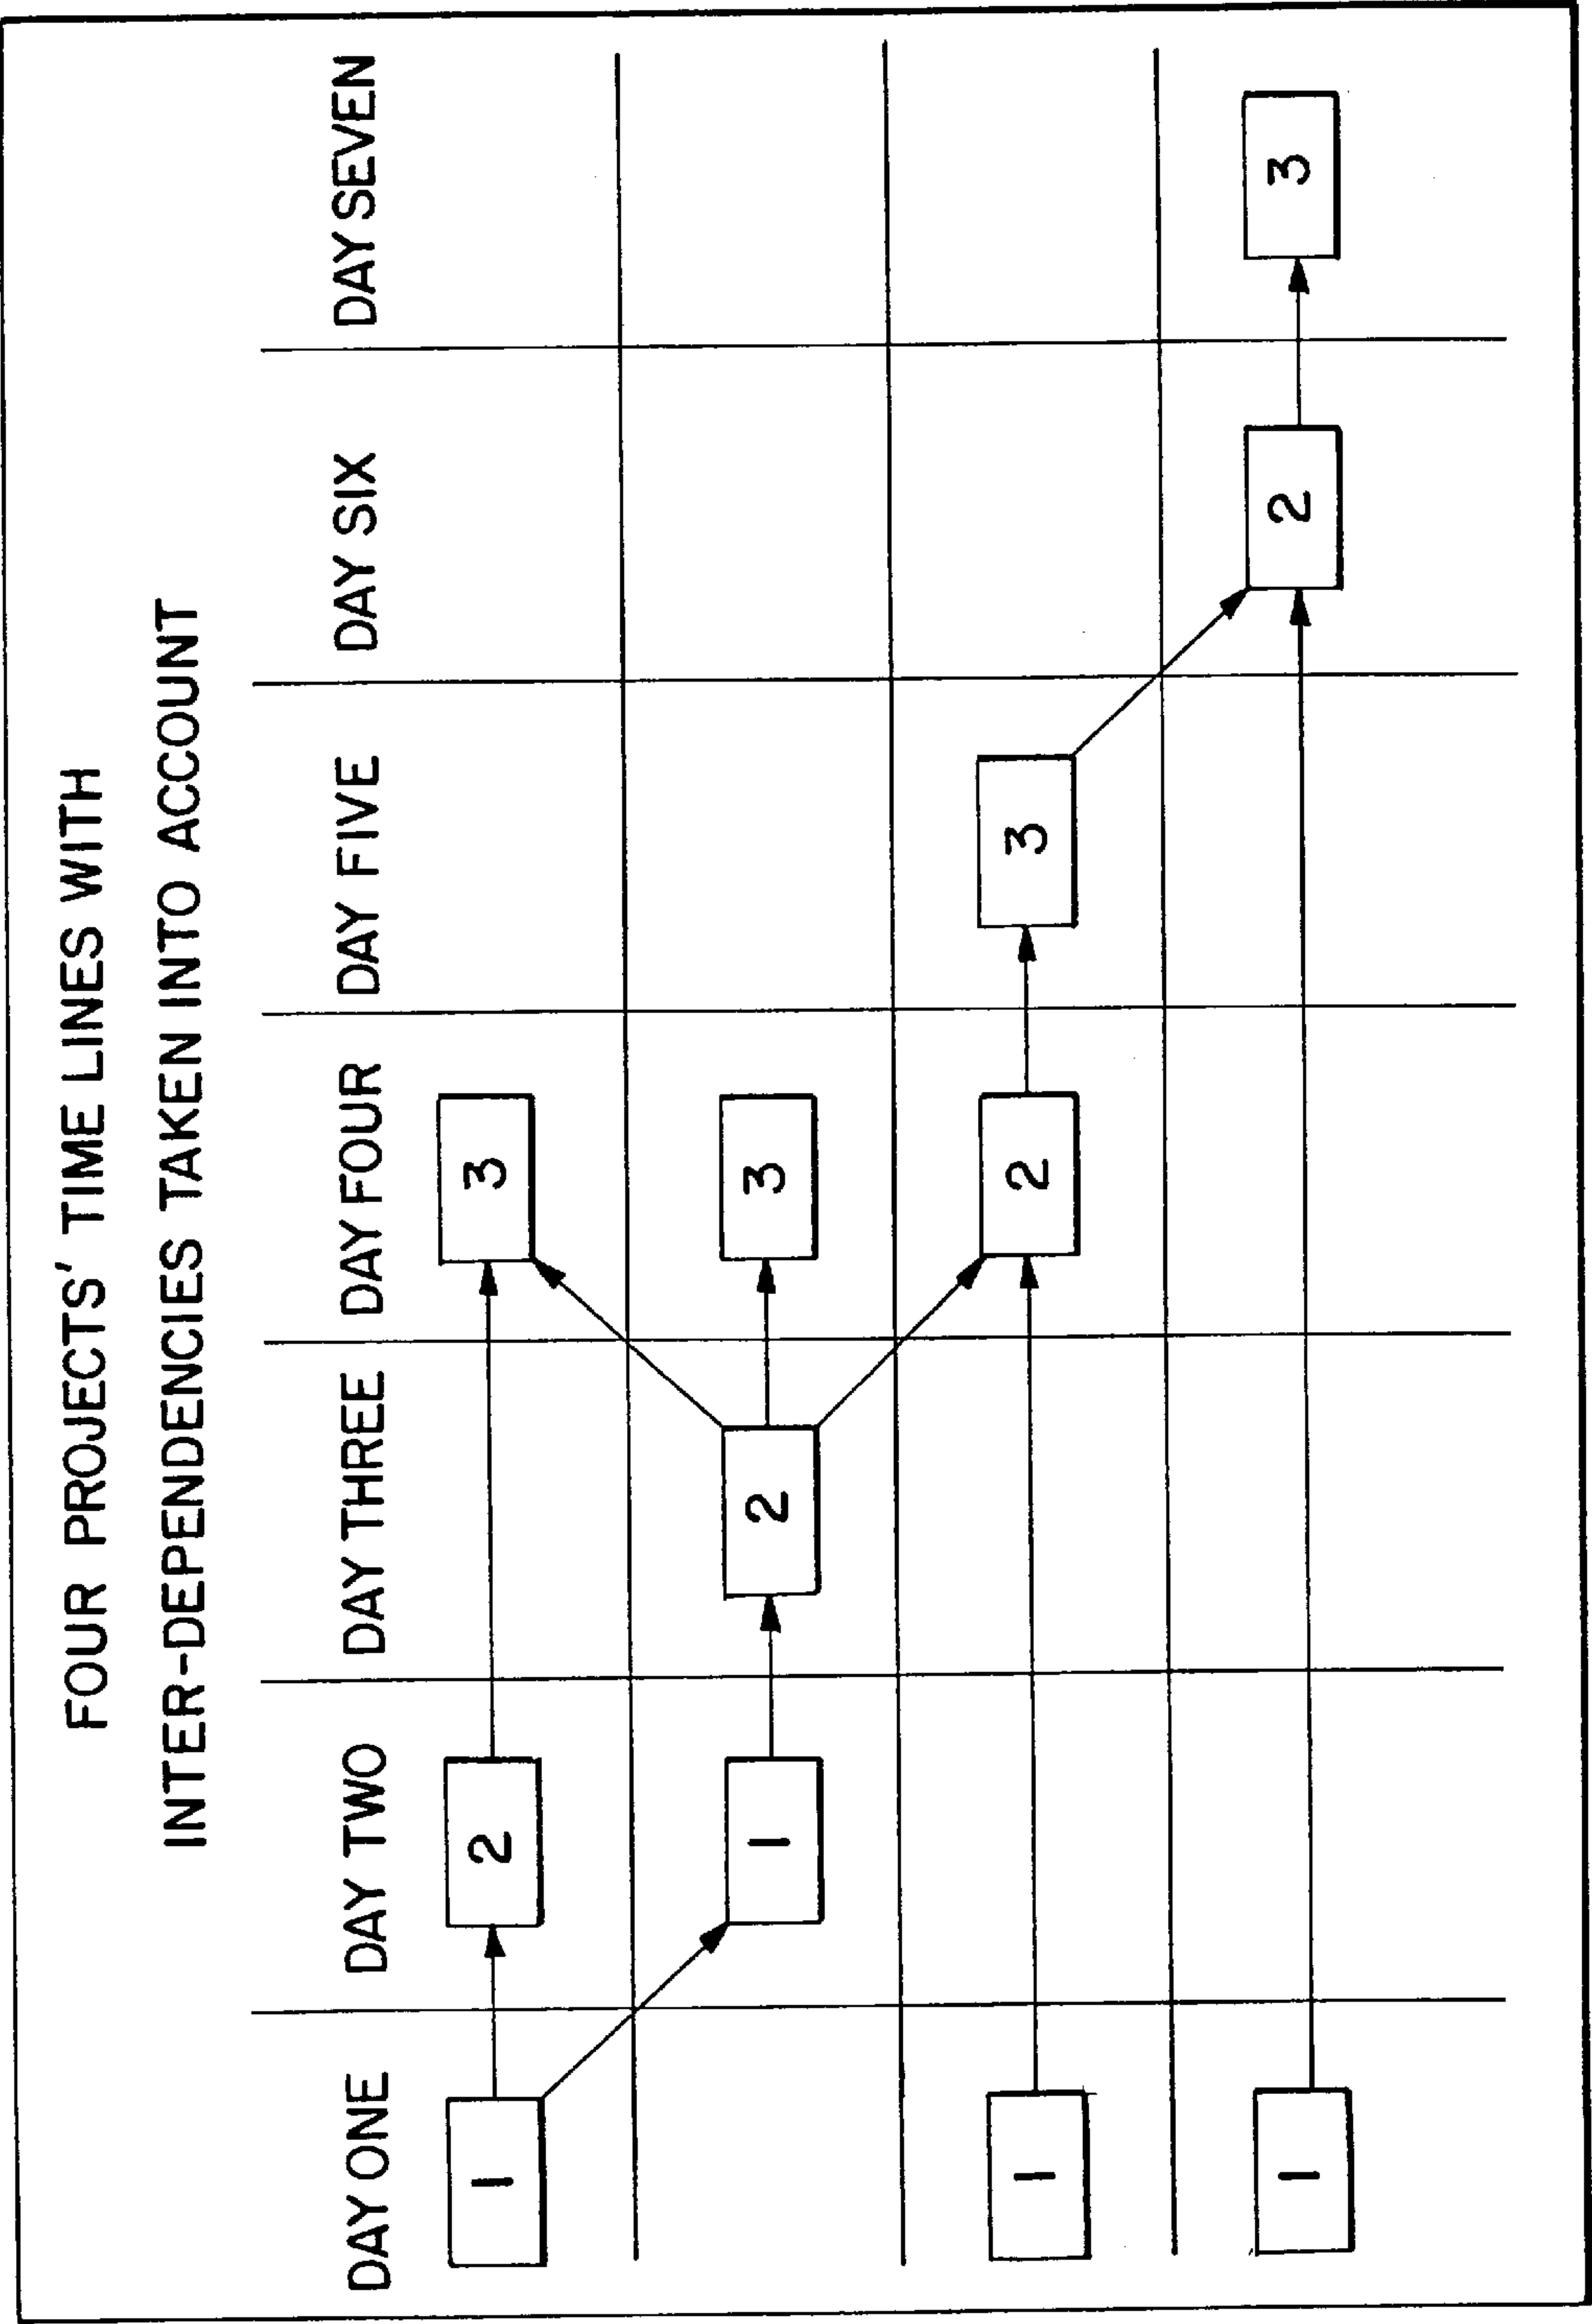 FOUR PROJECTS' TIME LINES WITH
INTER-DEPENDENCIES TAKEN INTO ACCOUNT
DAY ONE DAY TWO DAY THREE DAY FOUR DAY FIVE DAY SIX DAY SEVEN
1 2 3
1 2 3
1 2 3
1 2 3